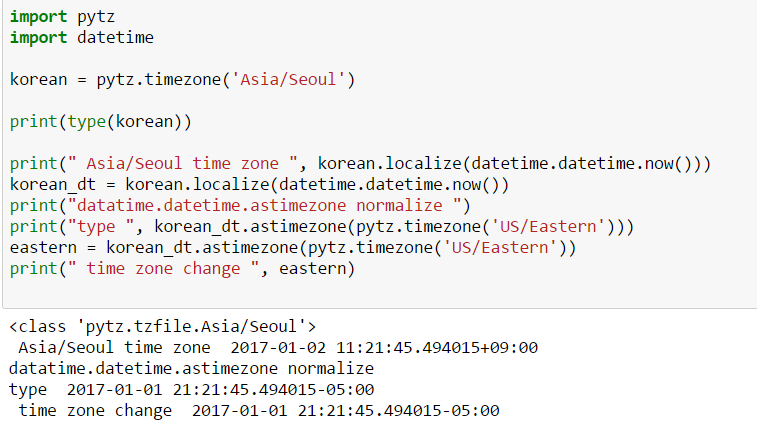 import pytz
import datetime
korean = pytz.timezone('Asia/Seoul')
print(type(korean))
print(" Asia/Seoul time zone ", korean.localize(datetime.datetime.now()))
korean_dt = korean.localize(datetime.datetime.now())
print("datatime.datetime.astimezone normalize ")
print("type ", korean_dt.astimezone(pytz.timezone('US/Eastern')))
eastern = korean_dt.astimezone(pytz.timezone('US/Eastern'))
print(" time zone change ", eastern)
<class 'pytz.tzfile.Asia/Seoul'>
 Asia/Seoul time zone  2017-01-02 11:21:45.494015+09:00
datatime.datetime.astimezone normalize
type  2017-01-01 21:21:45.494015-05:00
 time zone change  2017-01-01 21:21:45.494015-05:00